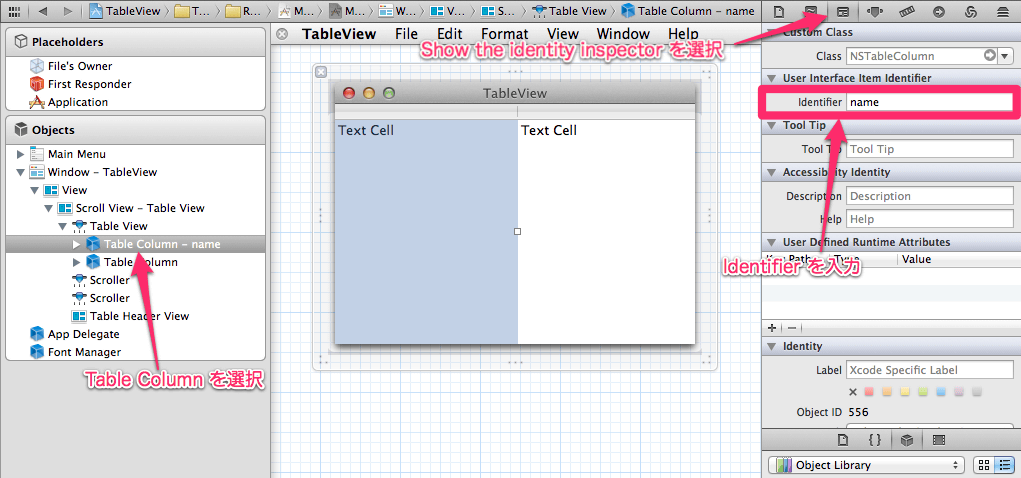 TableView
T...
R...
M...
M...
W...
V...
S...
Table View
Table Column - name
Placeholders
File's Owner
First Responder
Application
Objects
Main Menu
Window - TableView
View
Scroll View - Table View
Table View
Table Column - name
Table Column
Scroller
Scroller
Table Header View
App Delegate
Font Manager
Table Column を選択
TableView File Edit Format View Window Help
Show the identity inspector を選択
TableView
Text Cell Text Cell
Custom Class
Class NSTableColumn
User Interface Item Identifier
Identifier name
Tool Tip
Tool Tip Tool Tip
Accessibility Identity
Description Description
Help Help
User Defined Runtime Attributes
Key Path Type Value
Identifier を入力
Identity
Label Xcode Specific Label
Object ID 556
Object Library